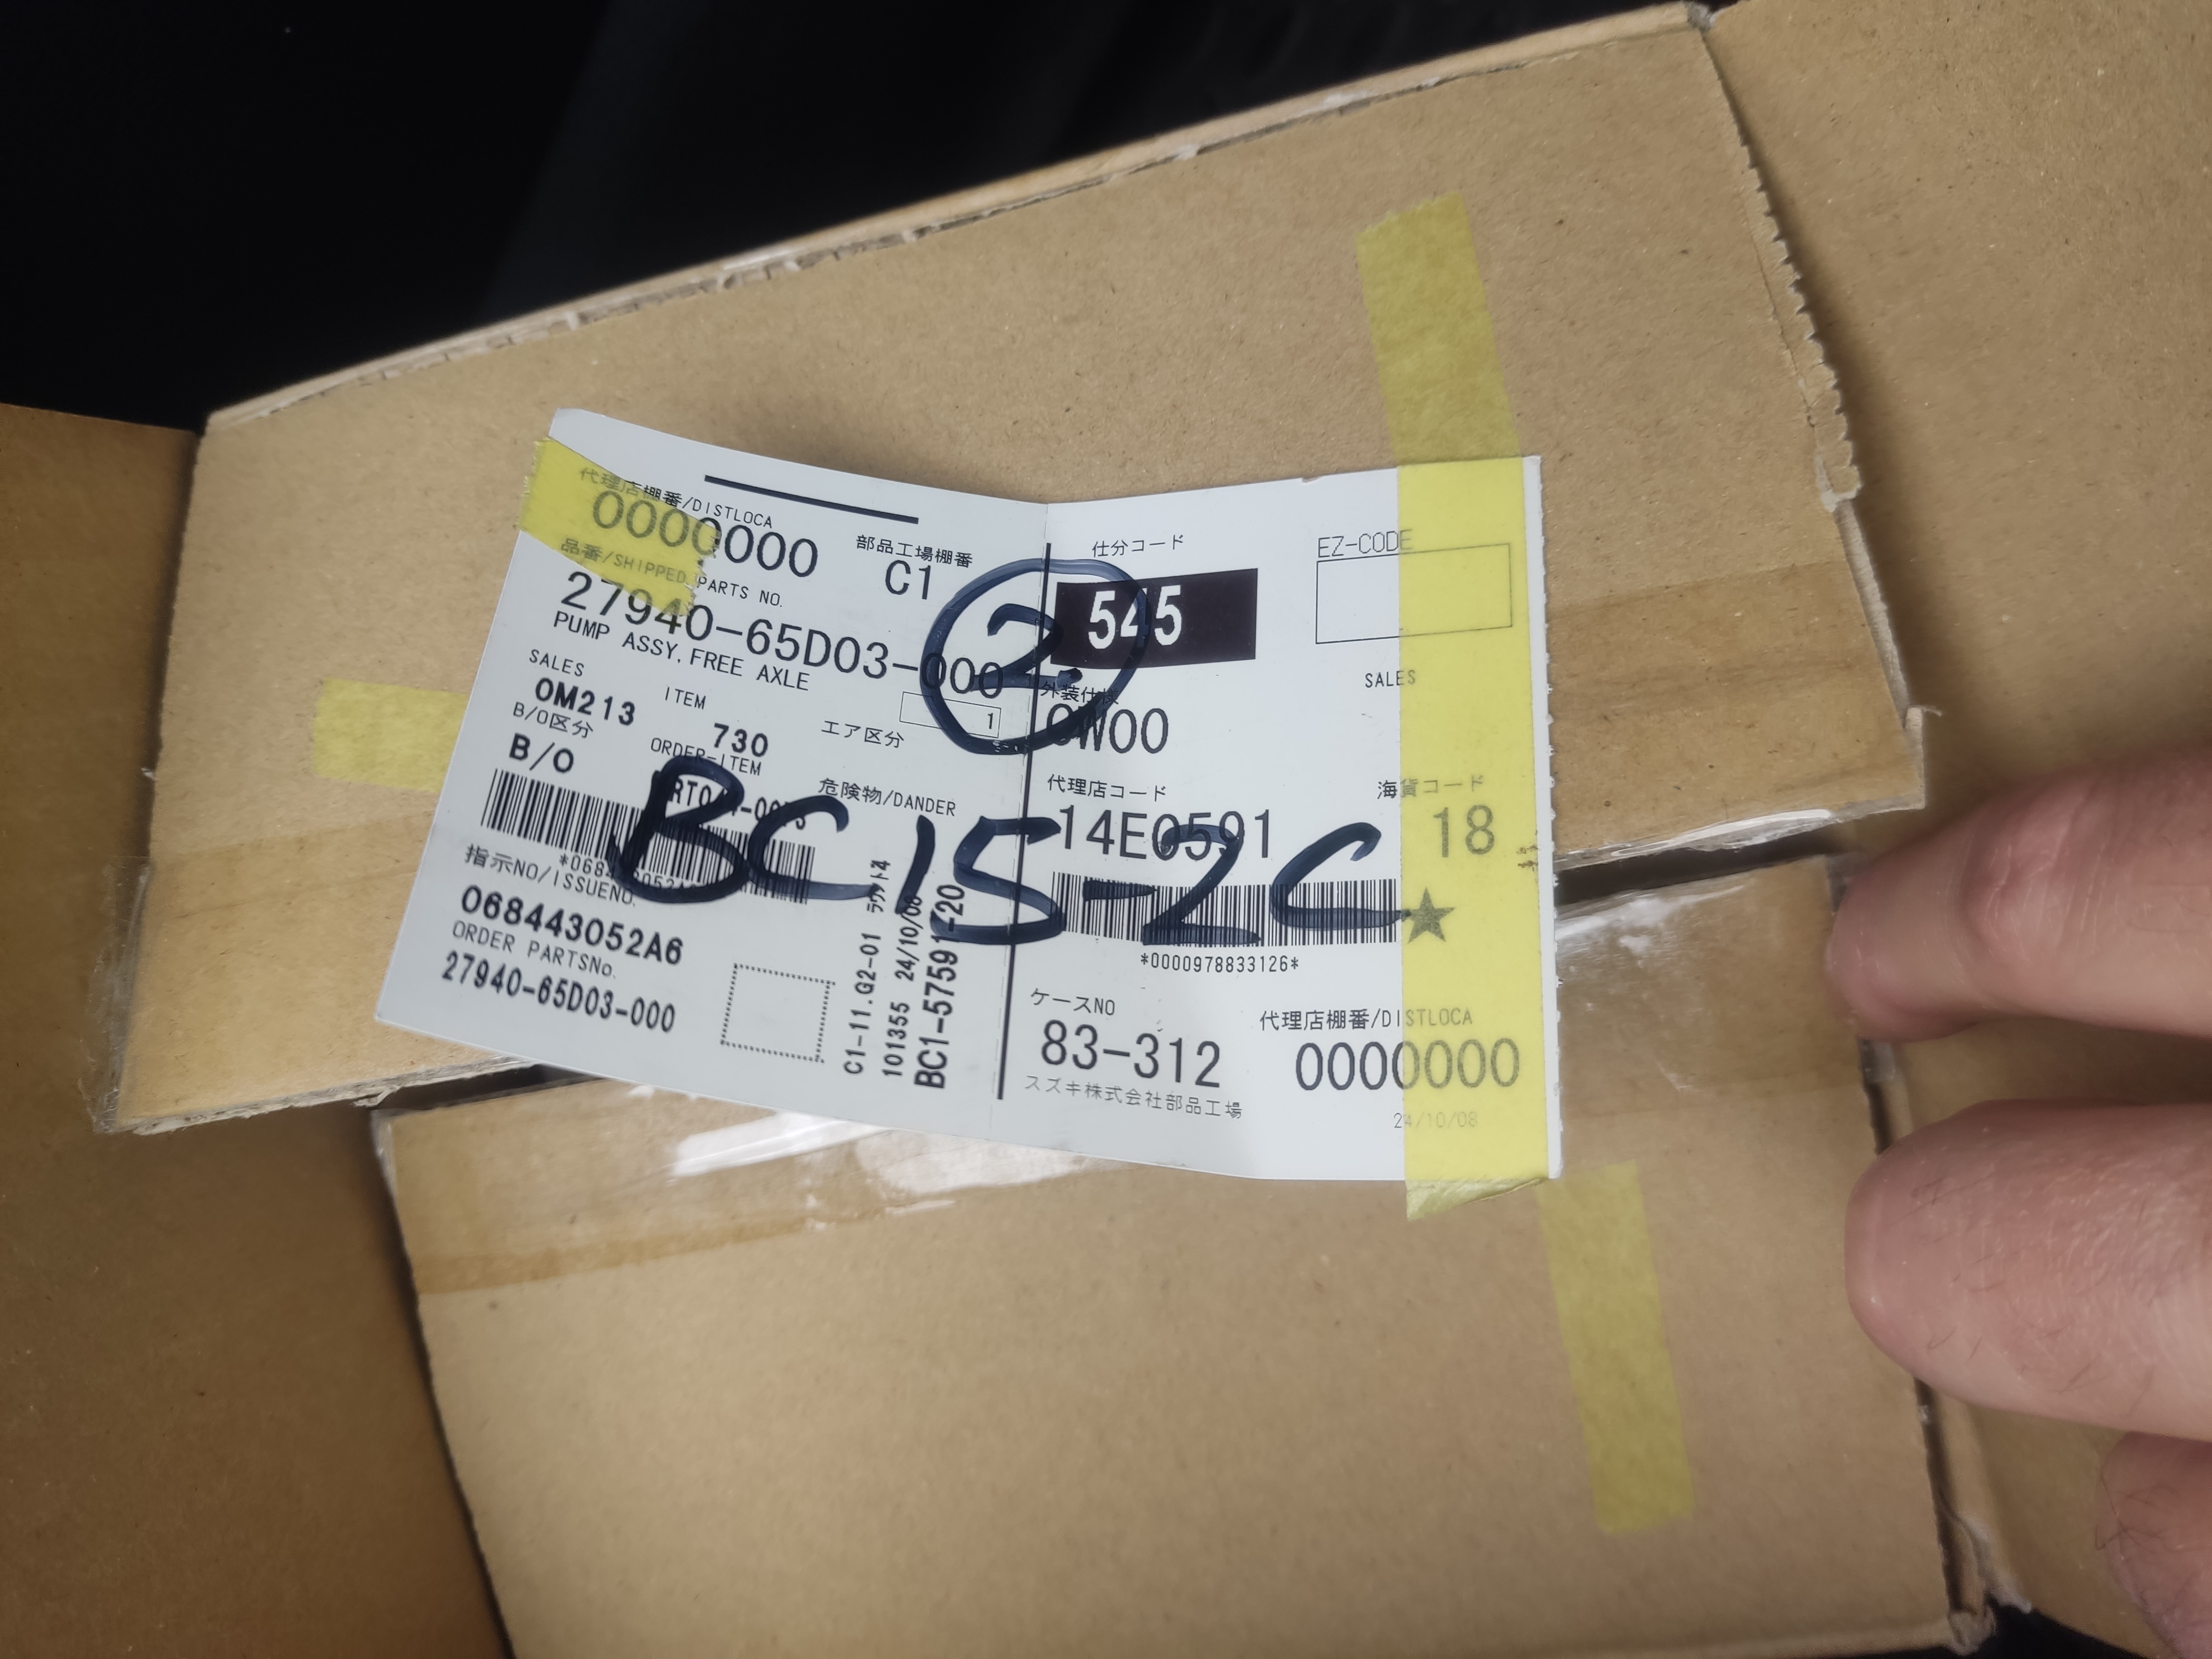 代理店棚番/DISTLOCA
0000000
部品工場棚番
C1
品番/SHIPPED PARTS NO.
27940-65D03-000
PUMP ASSY,FREE AXLE
SALES
0M213
ITEM
730
1
エア区分
B/O区分
B/O
ORDER-ITEM
危険物/DANDER
指示NO/ISSUENO.
068443052A6
ORDER PARTSNo.
27940-65D03-000
C1-11.G2-01
101355 24/10/08
BC1-57591-20
2
BC15-2C
仕分コード
545
EZ-CODE
外装仕様
0W00
SALES
代理店コード
14E0591
海貨コード
18
★
*0000978833126*
ケースNO
83-312
代理店棚番/DISTLOCA
0000000
スズキ株式会社部品工場
24/10/08